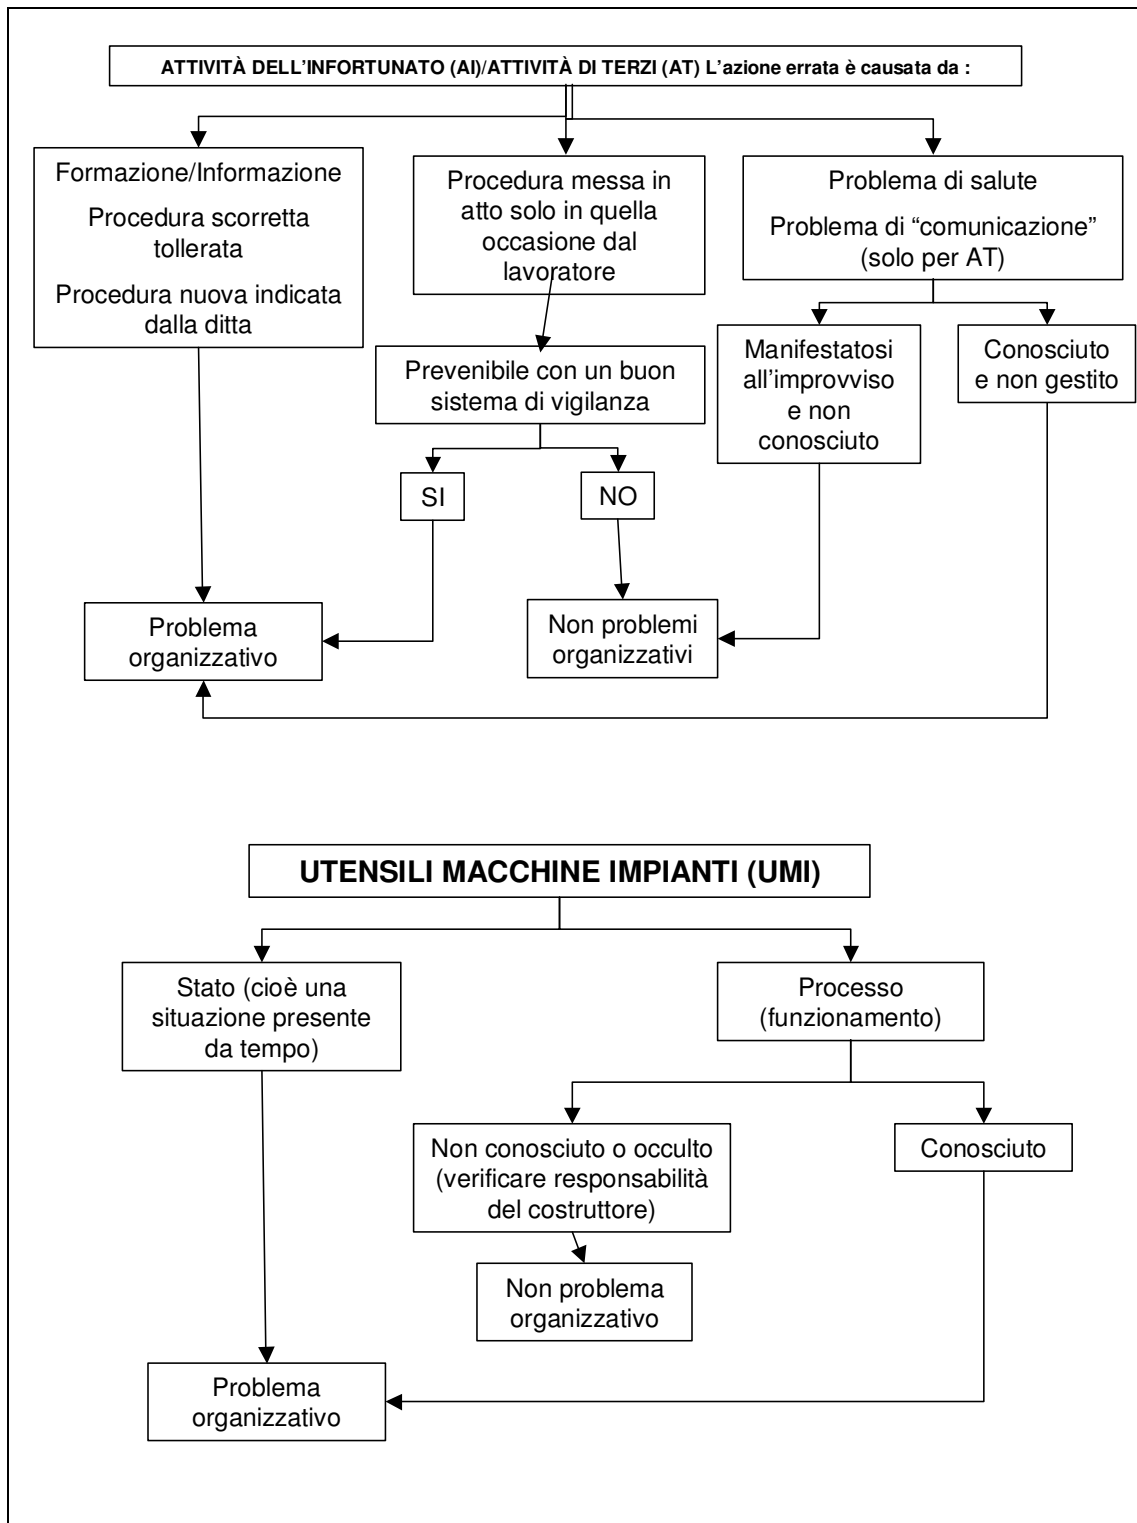 ATTIVITÀ DELL’INFORTUNATO (AI)/ATTIVITÀ DI TERZI (AT) L’azione errata è causata da :
Formazione/Informazione
Procedura scorretta
tollerata
Procedura nuova indicata
dalla ditta
Procedura messa in
atto solo in quella
occasione dal
lavoratore
Problema di salute
Problema di “comunicazione”
(solo per AT)
Prevenibile con un buon
sistema di vigilanza
Manifestatosi
all’improvviso
e non
conosciuto
Conosciuto
e non gestito
SI
NO
Problema
organizzativo
Non problemi
organizzativi
UTENSILI MACCHINE IMPIANTI (UMI)
Stato (cioè una
situazione presente
da tempo)
Processo
(funzionamento)
Non conosciuto o occulto
(verificare responsabilità
del costruttore)
Conosciuto
Non problema
organizzativo
Problema
organizzativo